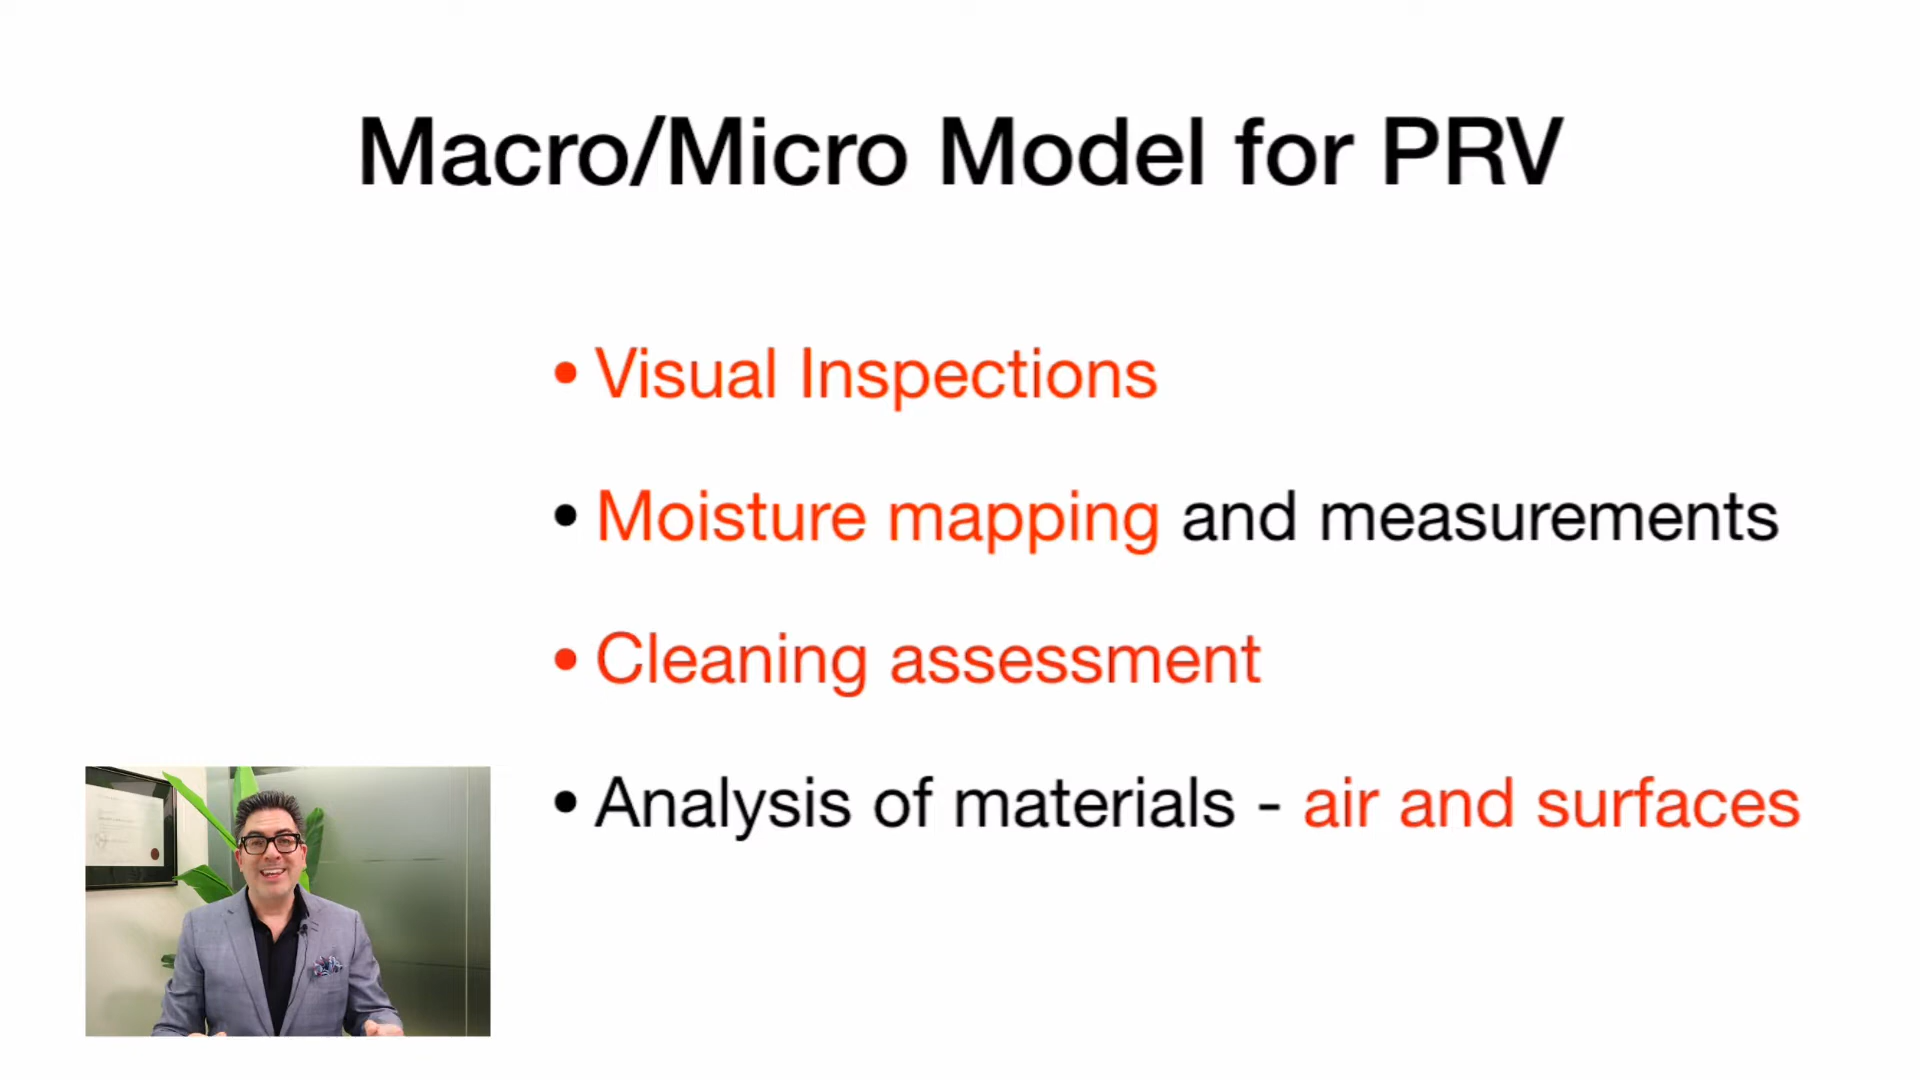 Macro/Micro Model for PRV
• Visual Inspections
• Moisture mapping and measurements
• Cleaning assessment
• Analysis of materials - air and surfaces